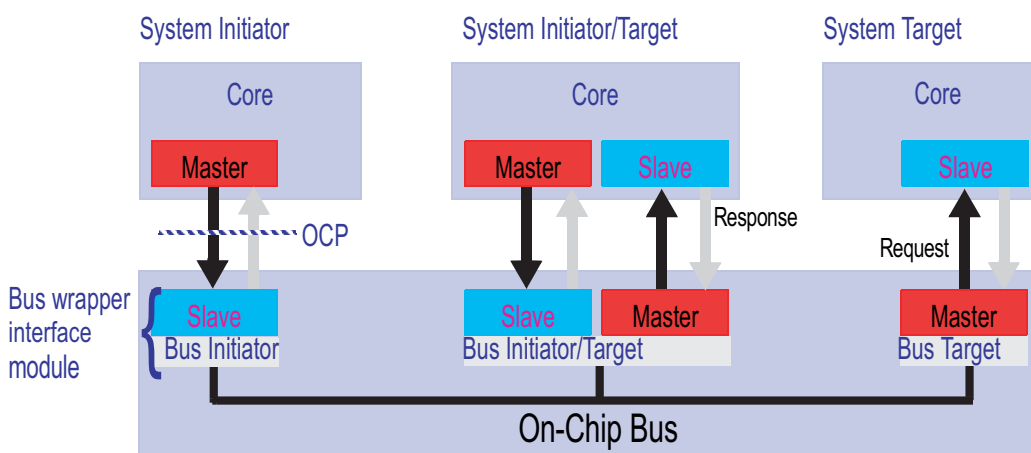 System Initiator
System Initiator/Target
System Target
Core
Core
Core
Master
Master
Slave
Slave
Response
OCP
Request
Bus wrapper
interface
module
Slave
Slave
Master
Master
Bus Initiator
Bus Initiator/Target
Bus Target
On-Chip Bus